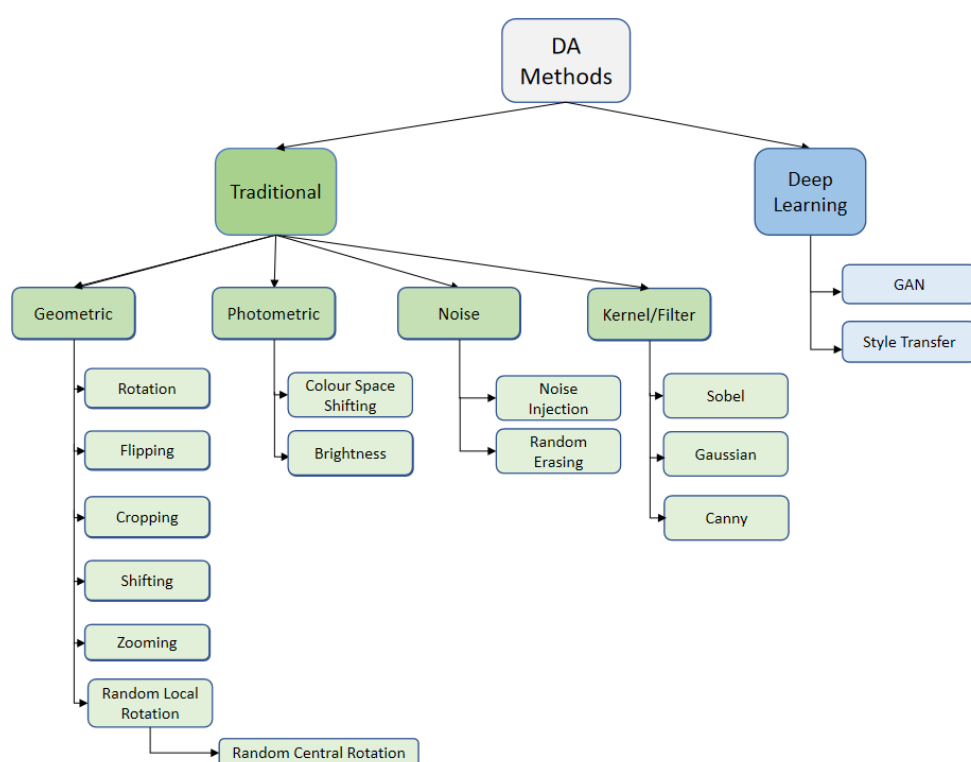 DA
Methods
Traditional
Deep
Learning
Geometric
Photometric
Noise
Kernel/Filter
GAN
Style Transfer
Rotation
Flipping
Cropping
Shifting
Zooming
Random Local
Rotation
Random Central Rotation
Colour Space
Shifting
Brightness
Noise
Injection
Random
Erasing
Sobel
Gaussian
Canny